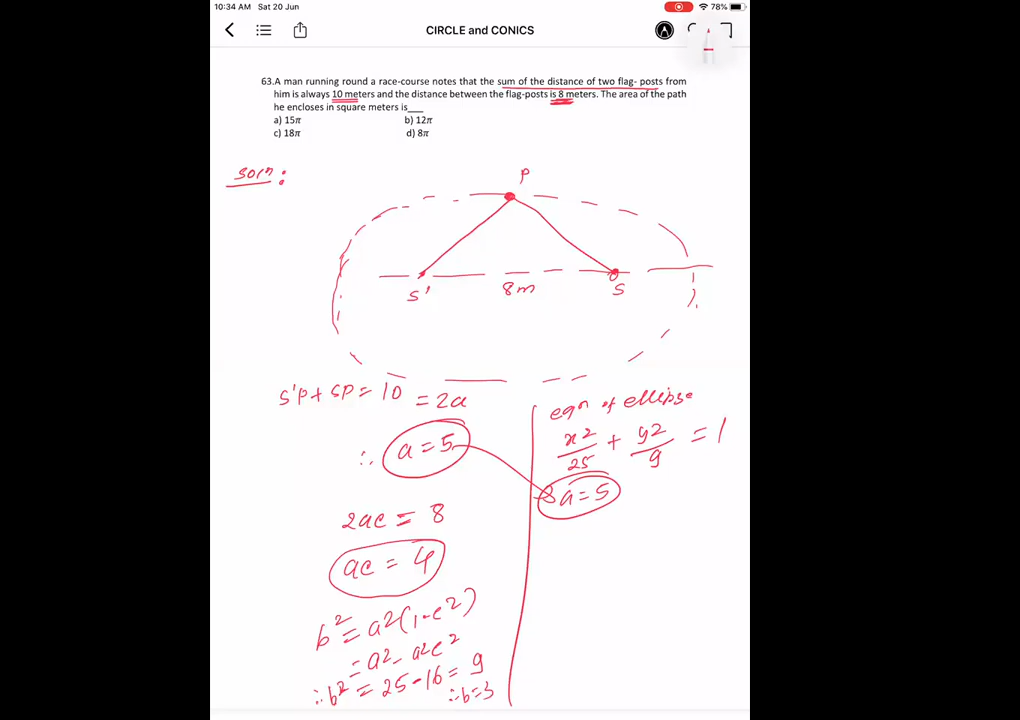 10:34 AM Sat 20 Jun
78%
CIRCLE and CONICS
63.A man running round a race-course notes that the sum of the distance of two flag- posts from
him is always 10 meters and the distance between the flag-posts is 8 meters. The area of the path
he encloses in square meters is___
a) 15π b) 12π
c) 18π d) 8π
Soln:
P
S' 8m S
S'P + SP = 10 = 2a
∴ a = 5
2ae = 8
ae = 4
b² = a²(1-e²)
= a² - a²e²
∴ b² = 25 - 16 = 9
∴ b = 3
eqn of ellipse
x²/25 + y²/9 = 1
a = 5